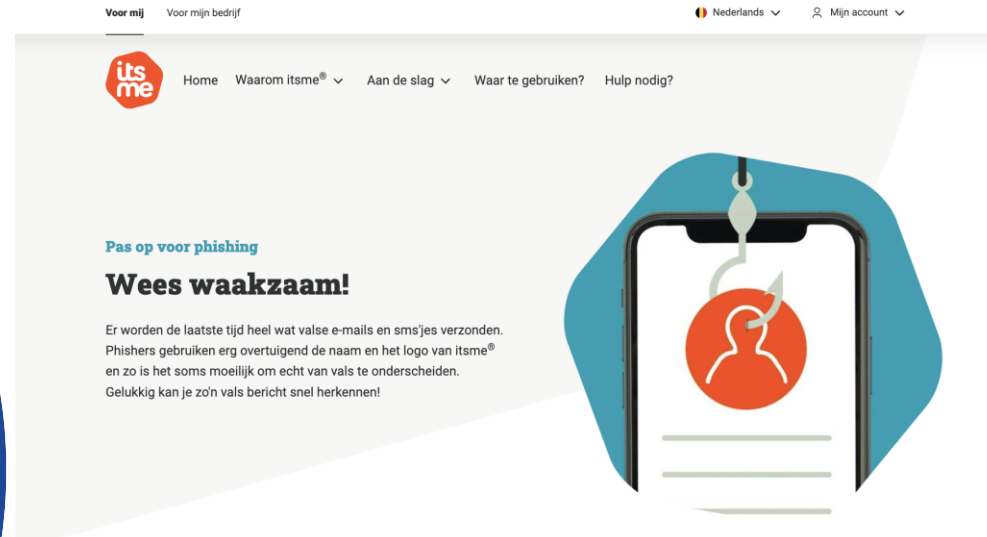 Voor mij
Voor mijn bedrijf
Nederlands
Mijn account
its
me
Home
Waarom itsme®
Aan de slag
Waar te gebruiken?
Hulp nodig?
Pas op voor phishing
Wees waakzaam!
Er worden de laatste tijd heel wat valse e-mails en sms'jes verzonden.
Phishers gebruiken erg overtuigend de naam en het logo van itsme®
en zo is het soms moeilijk om echt van vals te onderscheiden.
Gelukkig kan je zo'n vals bericht snel herkennen!